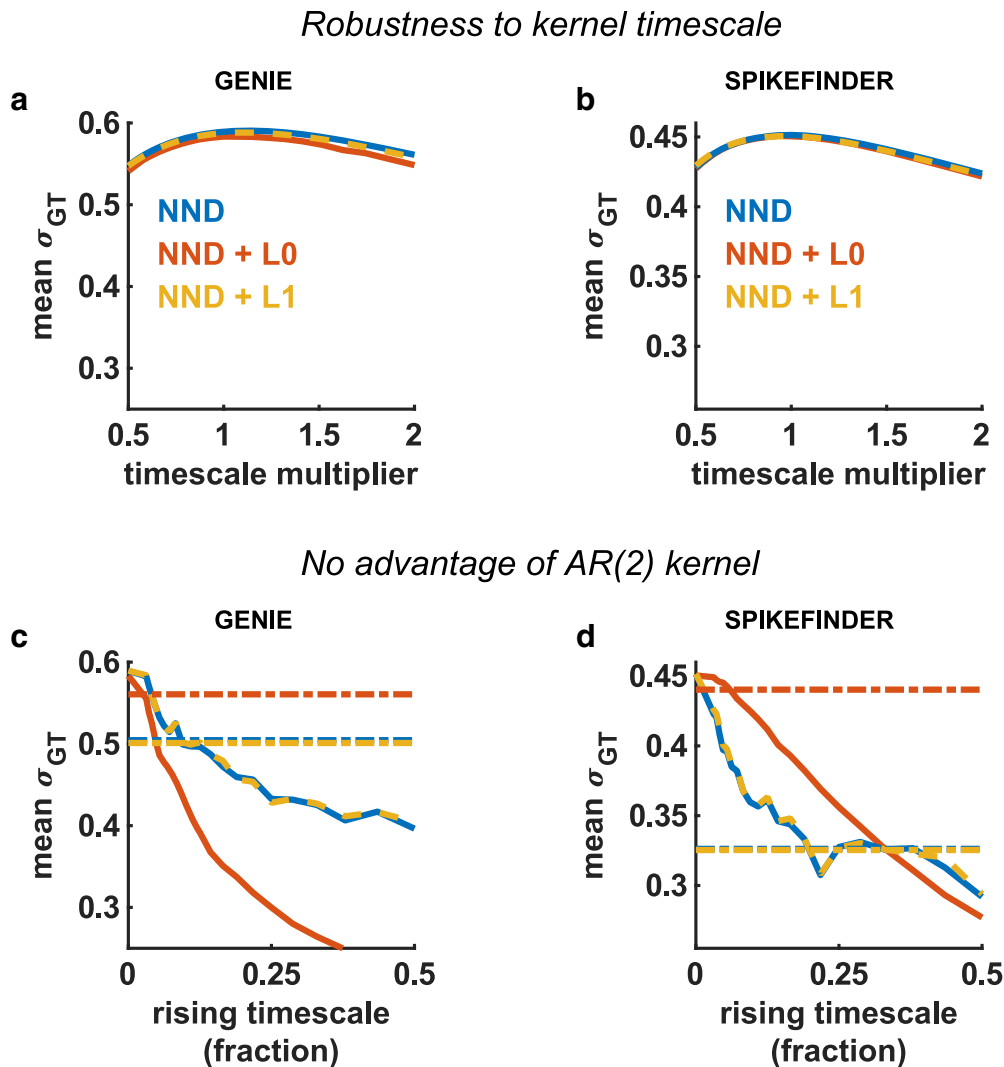 Robustness to kernel timescale
GENIE
SPIKEFINDER
a
b
0.6
0.5
0.4
0.3
mean σGT
NND
NND + L0
NND + L1
0.5
1
1.5
2
timescale multiplier
0.45
0.4
0.35
0.3
mean σGT
NND
NND + L0
NND + L1
0.5
1
1.5
2
timescale multiplier
No advantage of AR(2) kernel
GENIE
SPIKEFINDER
c
d
0.6
0.5
0.4
0.3
mean σGT
0
0.25
0.5
rising timescale
(fraction)
0.45
0.4
0.35
0.3
mean σGT
0
0.25
0.5
rising timescale
(fraction)